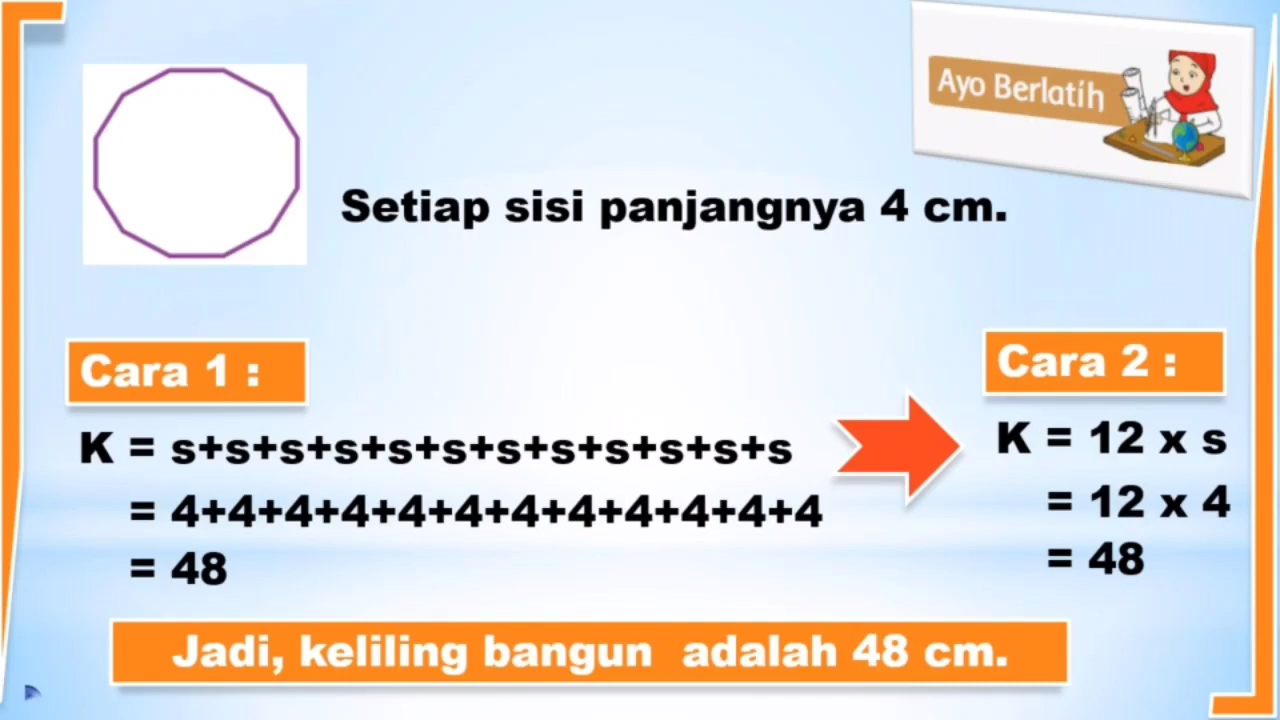 Ayo Berlatih
Setiap sisi panjangnya 4 cm.
Cara 1 :
K = s+s+s+s+s+s+s+s+s+s+s+s
= 4+4+4+4+4+4+4+4+4+4+4+4
= 48
Cara 2 :
K = 12 x s
= 12 x 4
= 48
Jadi, keliling bangun adalah 48 cm.